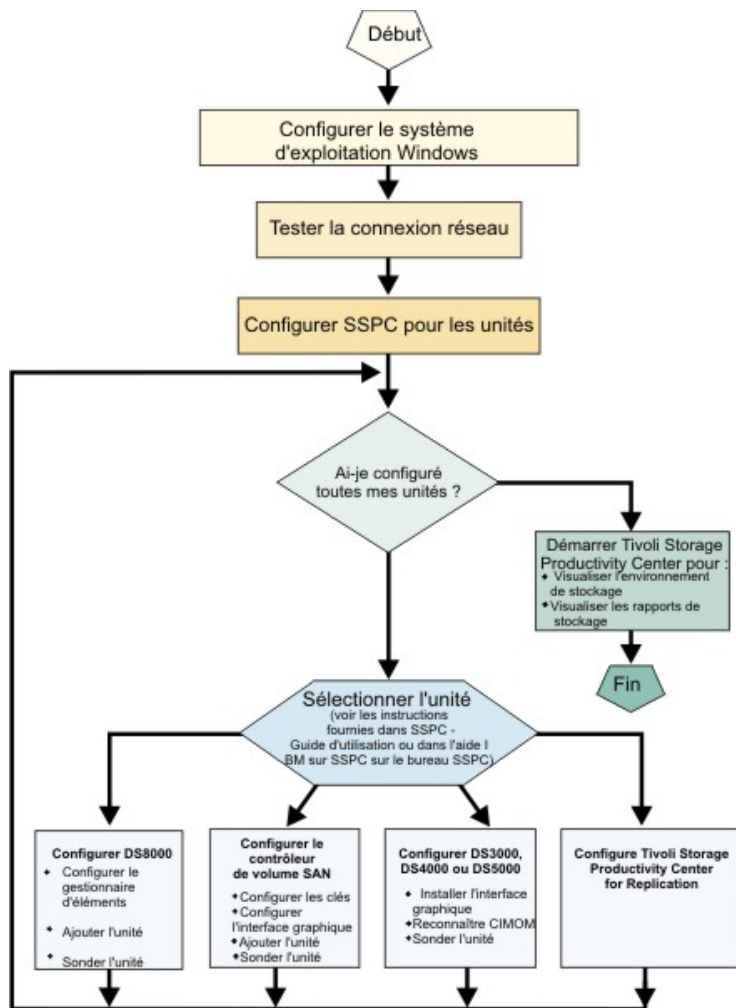 Début
Configurer le système
d'exploitation Windows
Tester la connexion réseau
Configurer SSPC pour les unités
Ai-je configuré
toutes mes unités ?
Démarrer Tivoli Storage
Productivity Center pour :
Visualiser l'environnement
de stockage
Visualiser les rapports de
stockage
Fin
Sélectionner l'unité
(voir les instructions
fournies dans SSPC -
Guide d'utilisation ou dans l'aide I
BM sur SSPC sur le bureau SSPC)
Configurer DS8000
Configurer le
gestionnaire
d'éléments
Ajouter l'unité
Sonder l'unité
Configurer le
contrôleur
de volume SAN
Configurer les clés
Configurer
l'interface graphique
Ajouter l'unité
Sonder l'unité
Configurer DS3000,
DS4000 ou DS5000
Installer l'interface
graphique
Reconnaître CIMOM
Sonder l'unité
Configure Tivoli Storage
Productivity Center
for Replication